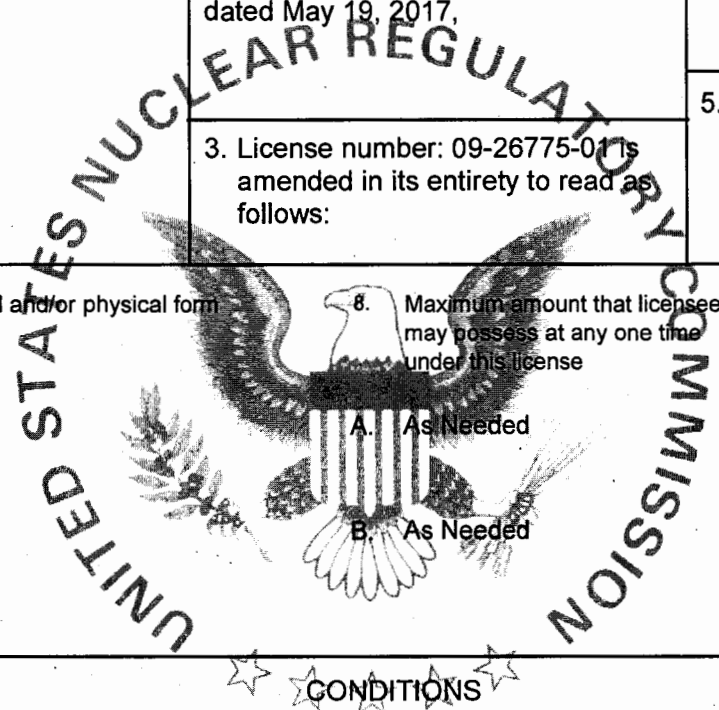 dated May 19, 2017,
UNITED STATES NUCLEAR REGULATORY COMMISSION
5.
3. License number: 09-26775-01 is
amended in its entirety to read as
follows:
and/or physical form
8. Maximum amount that licensee
may possess at any one time
under this license
A. As Needed
B. As Needed
CONDITIONS